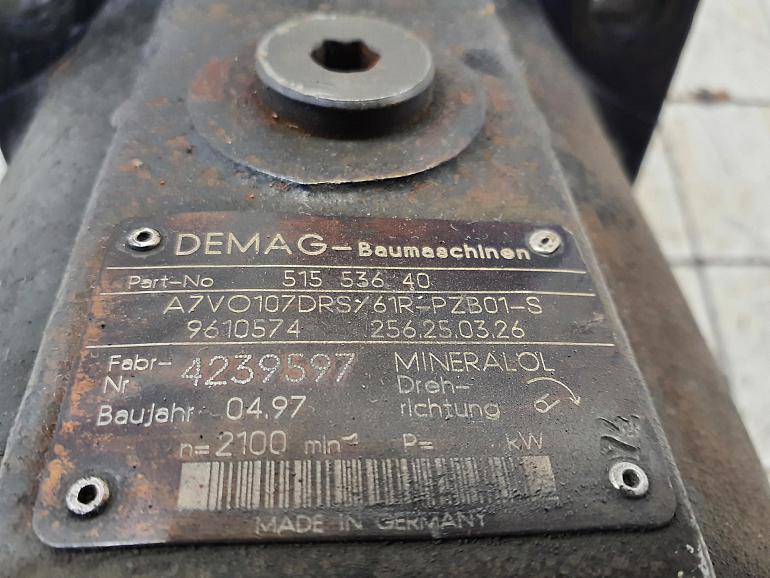 DEMAG-Baumaschinen
Part-No 515 536 40
A7VO107DRS/61R-PZB01-S
9610574 256.25.03.26
Fabr-Nr 4239597 MINERALÖL
Baujahr 04.97 Dreh-richtung
n=2100 min⁻¹ P= kW
MADE IN GERMANY